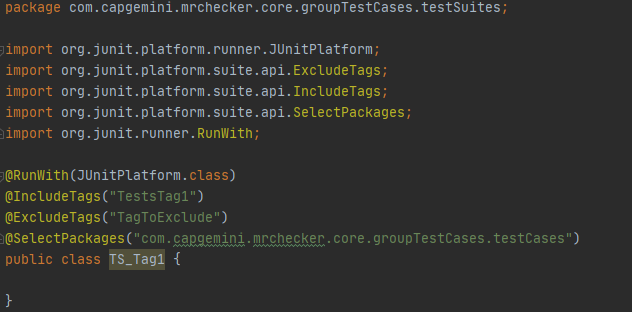 package com.capgemini.mrchecker.core.groupTestCases.testSuites;
import org.junit.platform.runner.JUnitPlatform;
import org.junit.platform.suite.api.ExcludeTags;
import org.junit.platform.suite.api.IncludeTags;
import org.junit.platform.suite.api.SelectPackages;
import org.junit.runner.RunWith;
@RunWith(JUnitPlatform.class)
@IncludeTags("TestsTag1")
@ExcludeTags("TagToExclude")
@SelectPackages("com.capgemini.mrchecker.core.groupTestCases.testCases")
public class TS_Tag1 {
}